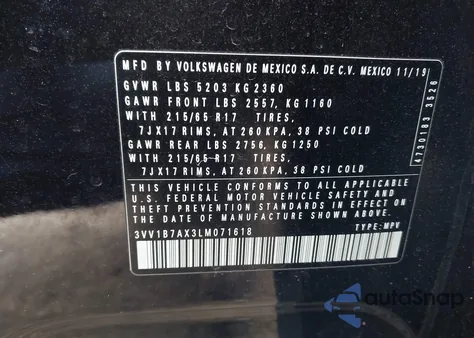 MFD BY VOLKSWAGEN DE MEXICO S.A. DE C.V. MEXICO 11/19
GVWR LBS 5203 KG 2360
GAWR FRONT LBS 2557, KG 1160
WITH 215/65 R17 TIRES,
7JX17 RIMS, AT 260 KPA, 38 PSI COLD
GAWR REAR LBS 2756, KG 1250
WITH 215/65 R17 TIRES,
7JX17 RIMS, AT 260 KPA, 38 PSI COLD
THIS VEHICLE CONFORMS TO ALL APPLICABLE
U.S. FEDERAL MOTOR VEHICLE SAFETY AND
THEFT PREVENTION STANDARDS IN EFFECT ON
THE DATE OF MANUFACTURE SHOWN ABOVE
3VV1B7AX3LM071618 TYPE: MPV
4730183 3526
autoSnap